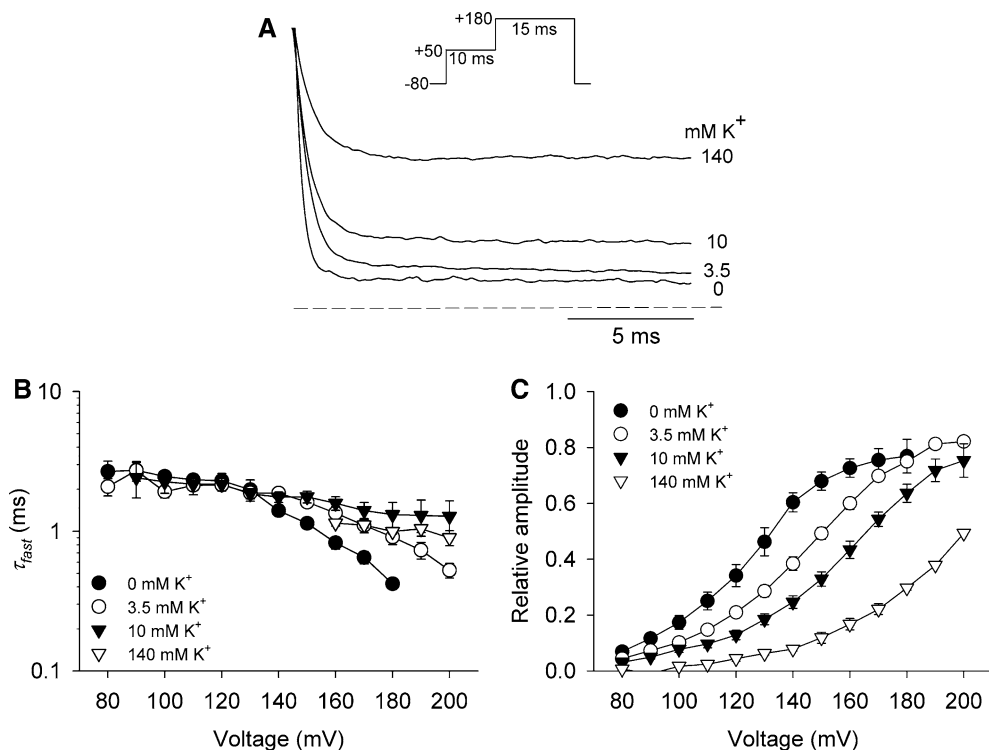 A
+180
15 ms
+50
10 ms
-80
mM K+
140
10
3.5
0
5 ms
B
10
1
0.1
τfast (ms)
0 mM K+
3.5 mM K+
10 mM K+
140 mM K+
80 100 120 140 160 180 200
Voltage (mV)
C
1.0
0.8
0.6
0.4
0.2
0.0
Relative amplitude
0 mM K+
3.5 mM K+
10 mM K+
140 mM K+
80 100 120 140 160 180 200
Voltage (mV)